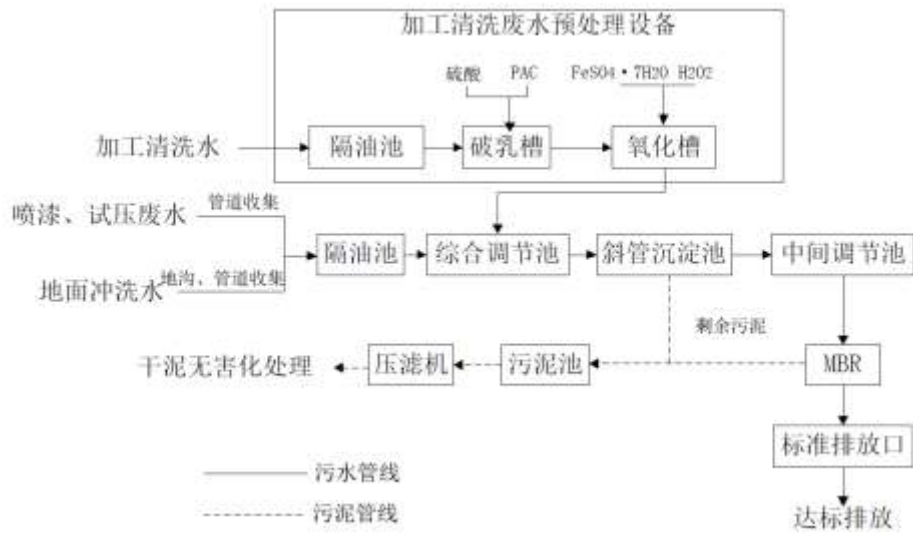 加工清洗废水预处理设备
硫酸 PAC FeSO4·7H2O H2O2
加工清洗水 隔油池 破乳槽 氧化槽
喷漆、试压废水 管道收集
隔油池 综合调节池 斜管沉淀池 中间调节池
地面冲洗水 地沟、管道收集
剩余污泥
干泥无害化处理 压滤机 污泥池 MBR
标准排放口
污水管线
污泥管线
达标排放